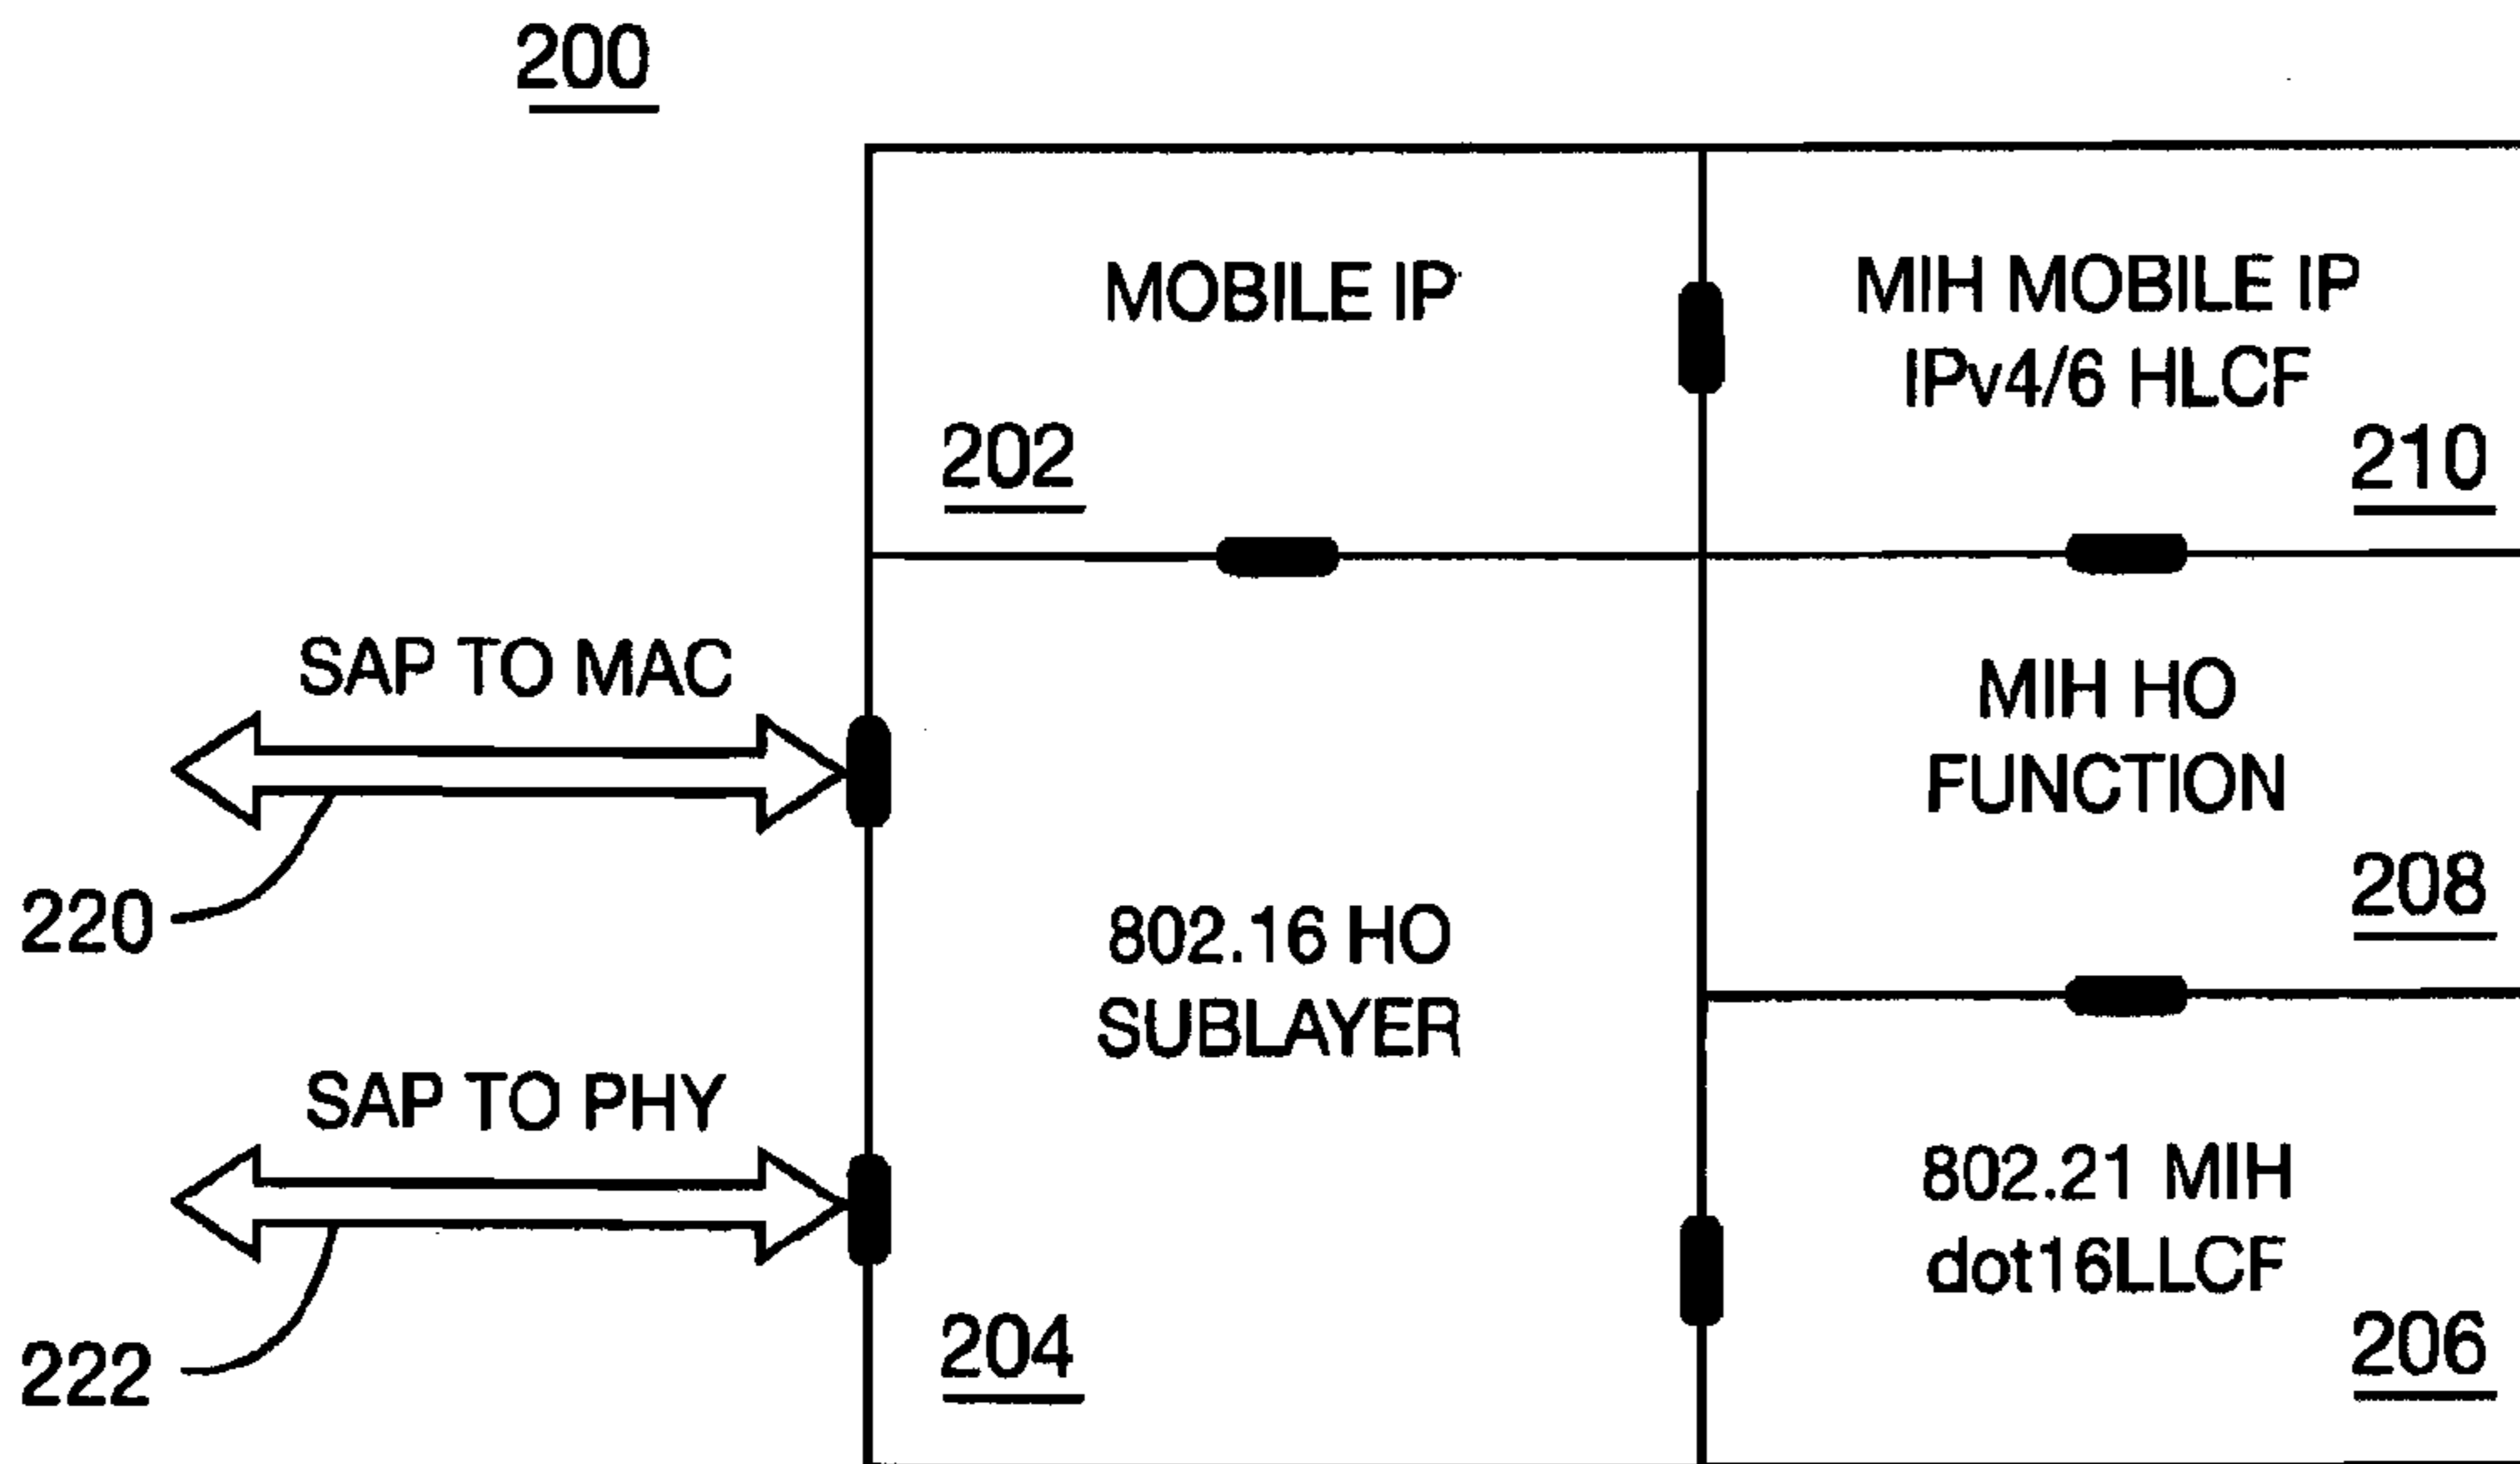 200
MOBILE IP
202
MIH MOBILE IP
IPv4/6 HLCF
210
SAP TO MAC
220
MIH HO
FUNCTION
208
802.16 HO
SUBLAYER
204
SAP TO PHY
222
802.21 MIH
dot16LLCF
206